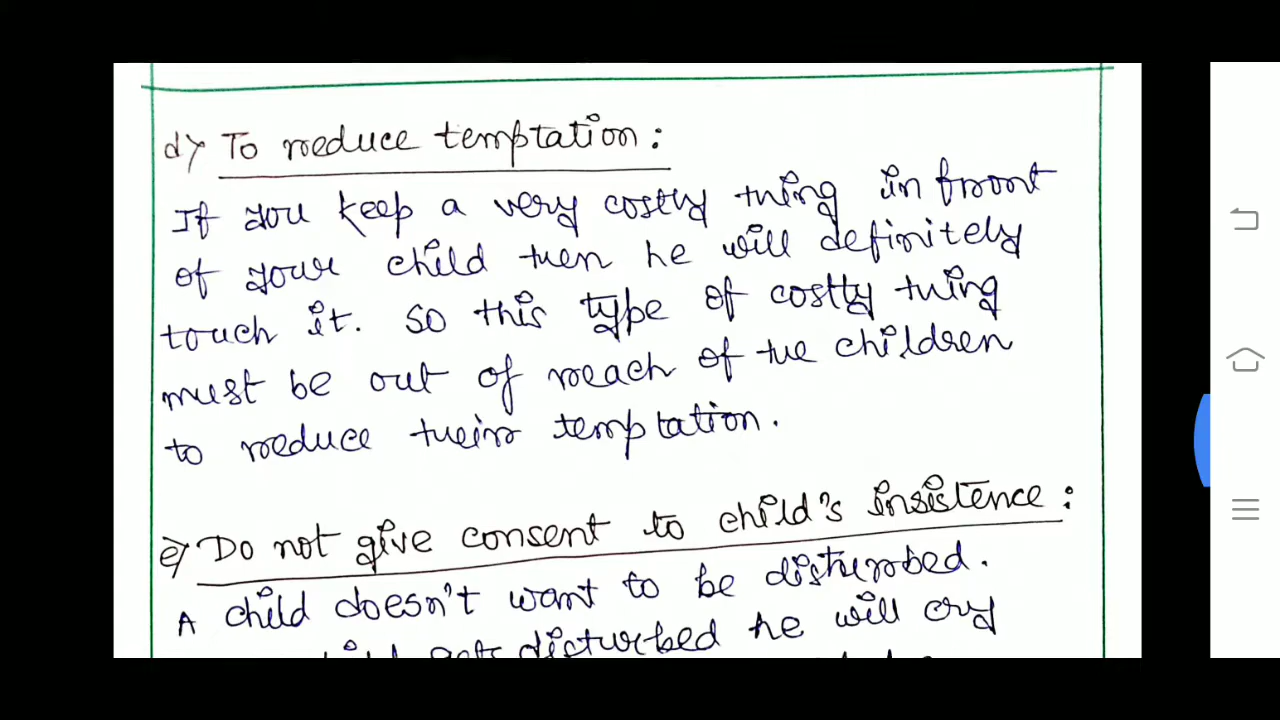 d) To reduce temptation:
If you keep a very costly thing in front
of your child then he will definitely
touch it. So this type of costly thing
must be out of reach of the children
to reduce their temptation.
e) Do not give consent to child's insistence:
A child doesn't want to be disturbed.
disturbed he will cry